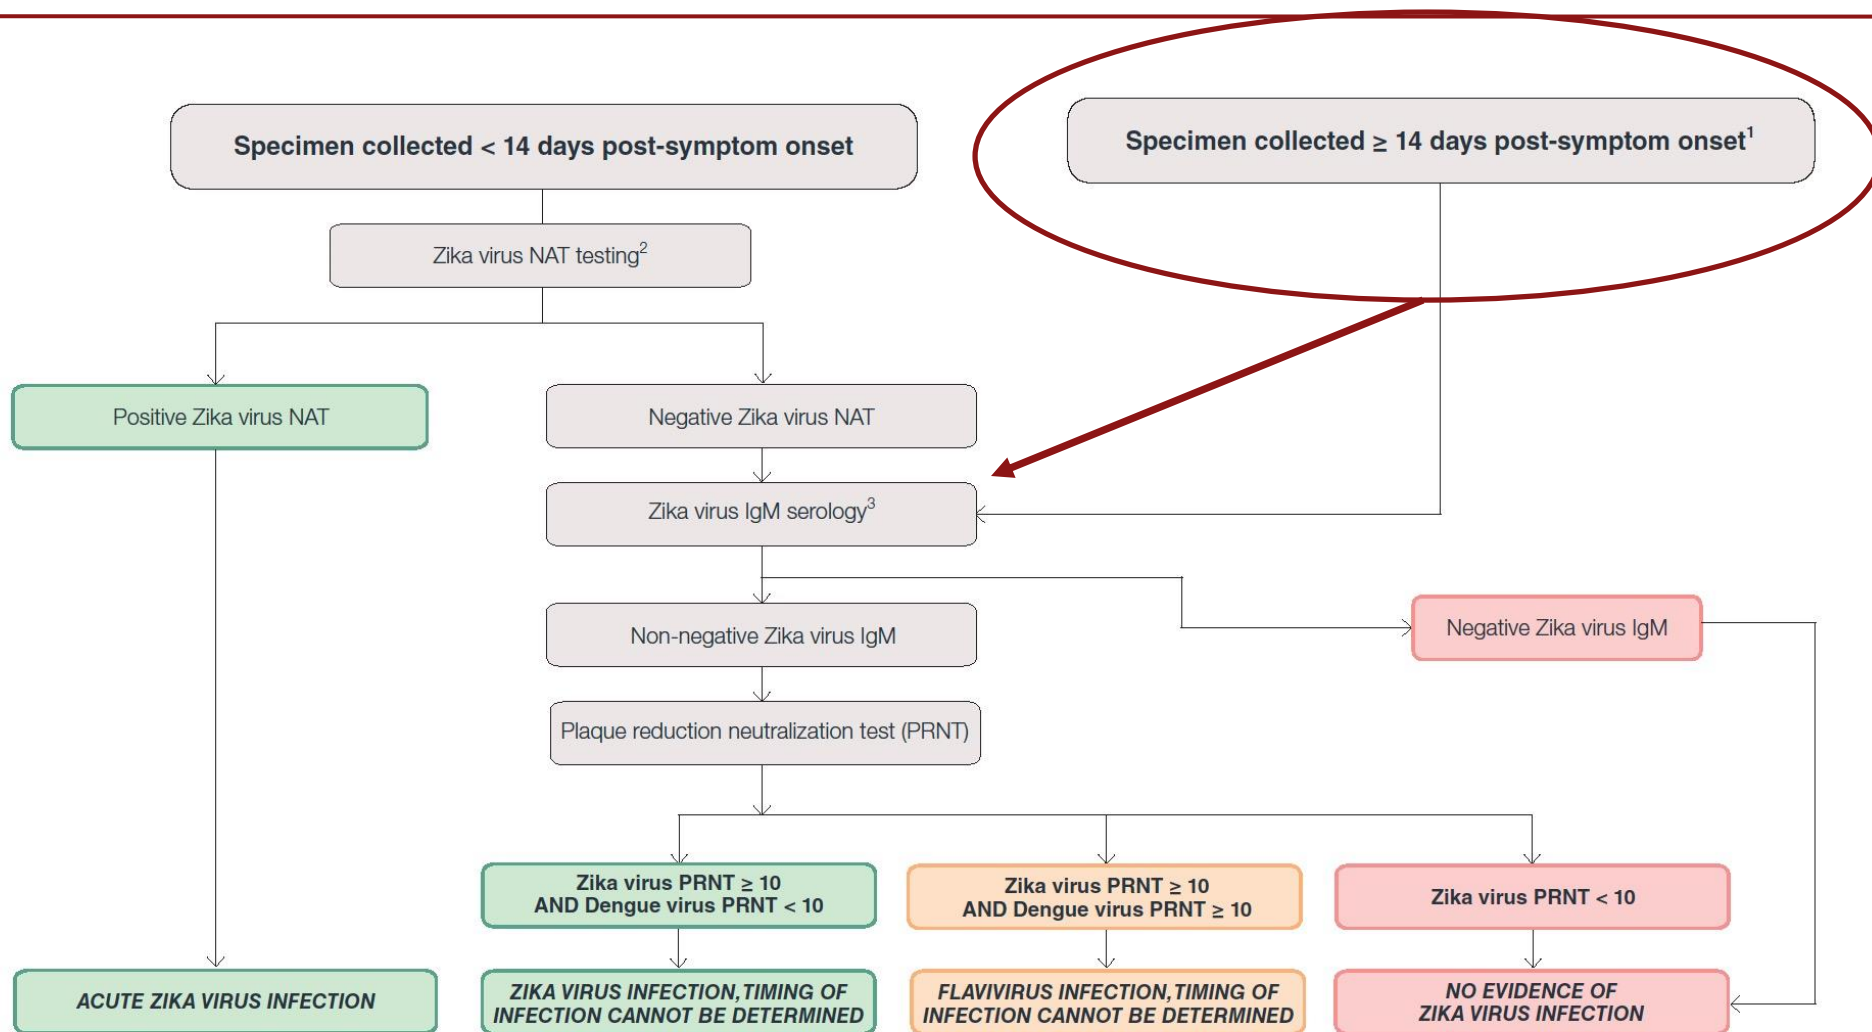 Specimen collected < 14 days post-symptom onset
Specimen collected ≥ 14 days post-symptom onset¹
Zika virus NAT testing²
Positive Zika virus NAT
Negative Zika virus NAT
Zika virus IgM serology³
Non-negative Zika virus IgM
Negative Zika virus IgM
Plaque reduction neutralization test (PRNT)
Zika virus PRNT ≥ 10
AND Dengue virus PRNT < 10
Zika virus PRNT ≥ 10
AND Dengue virus PRNT ≥ 10
Zika virus PRNT < 10
ACUTE ZIKA VIRUS INFECTION
ZIKA VIRUS INFECTION,TIMING OF
INFECTION CANNOT BE DETERMINED
FLAVIVIRUS INFECTION,TIMING OF
INFECTION CANNOT BE DETERMINED
NO EVIDENCE OF
ZIKA VIRUS INFECTION